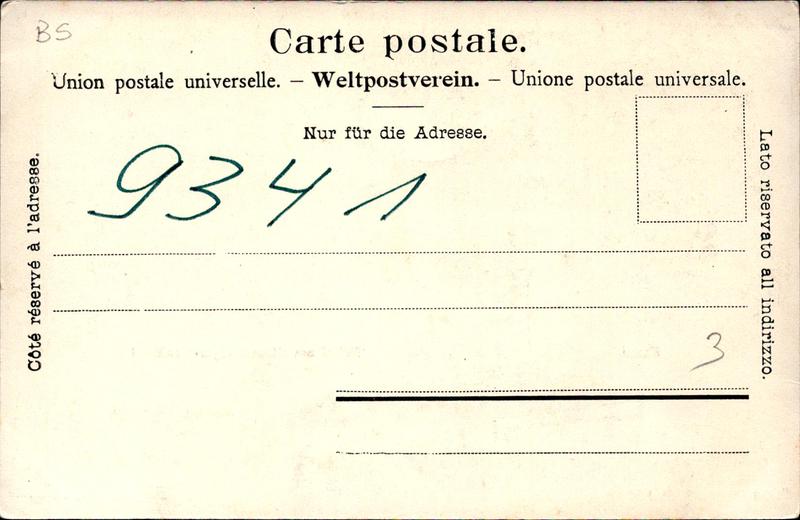 BS
Carte postale.
Union postale universelle. – Weltpostverein. – Unione postale universale.
Nur für die Adresse.
9341
Côté réservé à l'adresse.
Lato riservato all indirizzo.
3